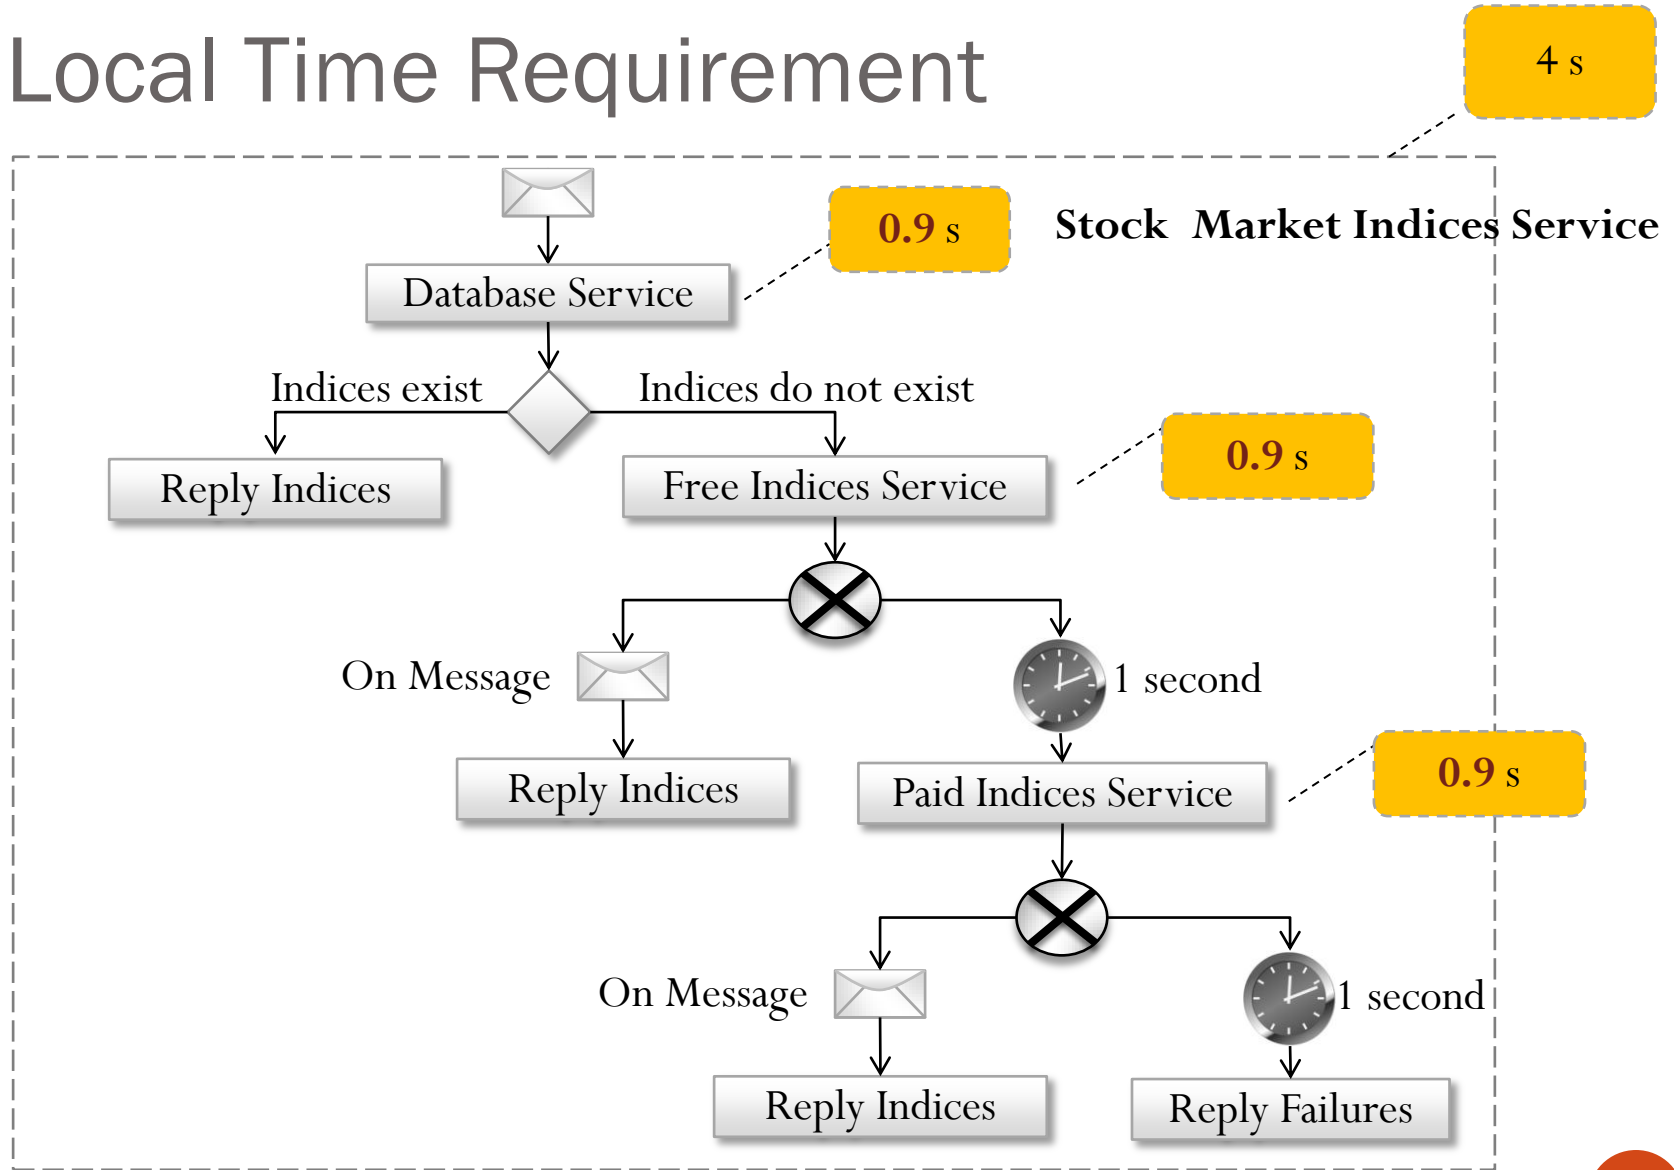 Local Time Requirement
4 s
0.9 s
Stock Market Indices Service
Database Service
Indices exist
Indices do not exist
0.9 s
Reply Indices
Free Indices Service
On Message
1 second
0.9 s
Reply Indices
Paid Indices Service
On Message
1 second
Reply Indices
Reply Failures